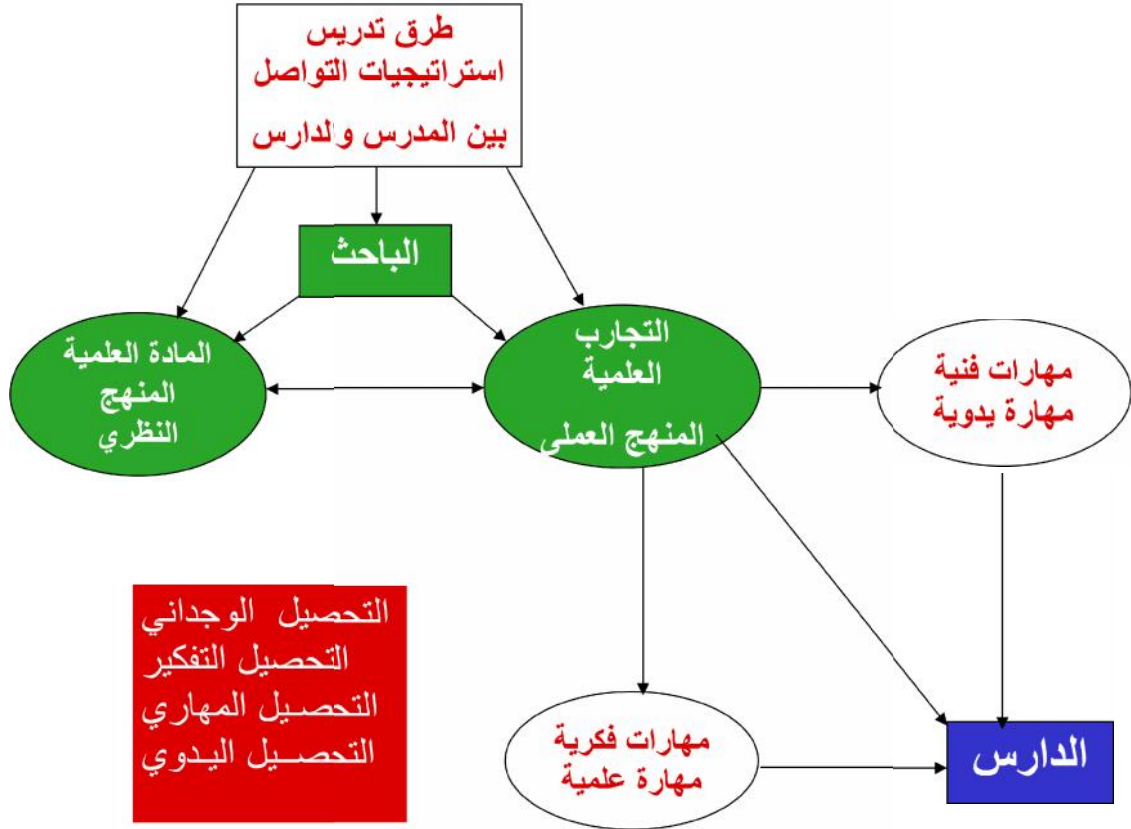 طرق تدريس
استراتيجيات التواصل
بين المدرس والدارس
الباحث
المادة العلمية
المنهج
النظري
التجارب
العلمية
المنهج العملي
مهارات فنية
مهارة يدوية
التحصيل الوجداني
التحصيل التفكير
التحصيل المهاري
التحصيل اليدوي
مهارات فكرية
مهارة علمية
الدارس